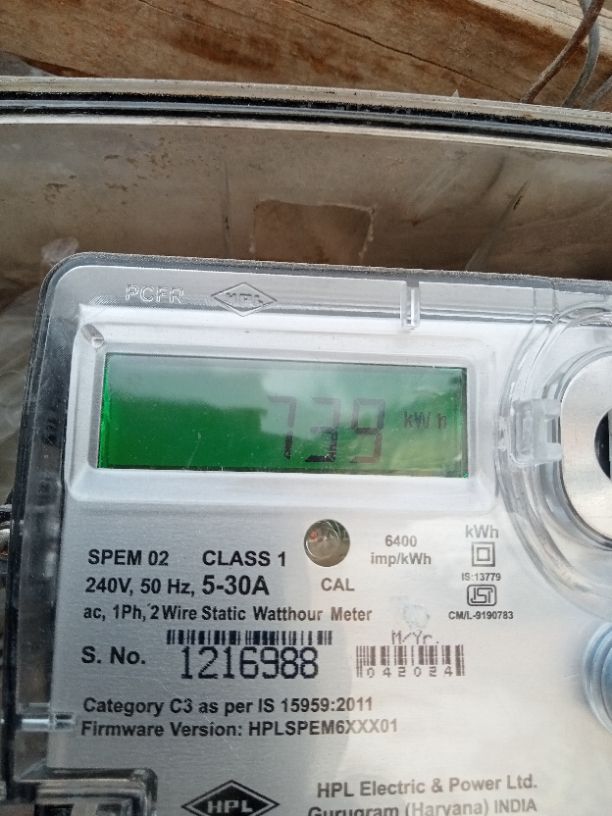 PCFR HPL
739 kWh
SPEM 02 CLASS 1
6400
imp/kWh
kWh
240V, 50 Hz, 5-30A
CAL
IS:13779
ac, 1Ph, 2Wire Static Watthour Meter
CM/L-9190783
M/Yr.
S. No. 1216988
042024
Category C3 as per IS 15959:2011
Firmware Version: HPLSPEM6XXX01
HPL
HPL Electric & Power Ltd.
Gurugram (Haryana) INDIA